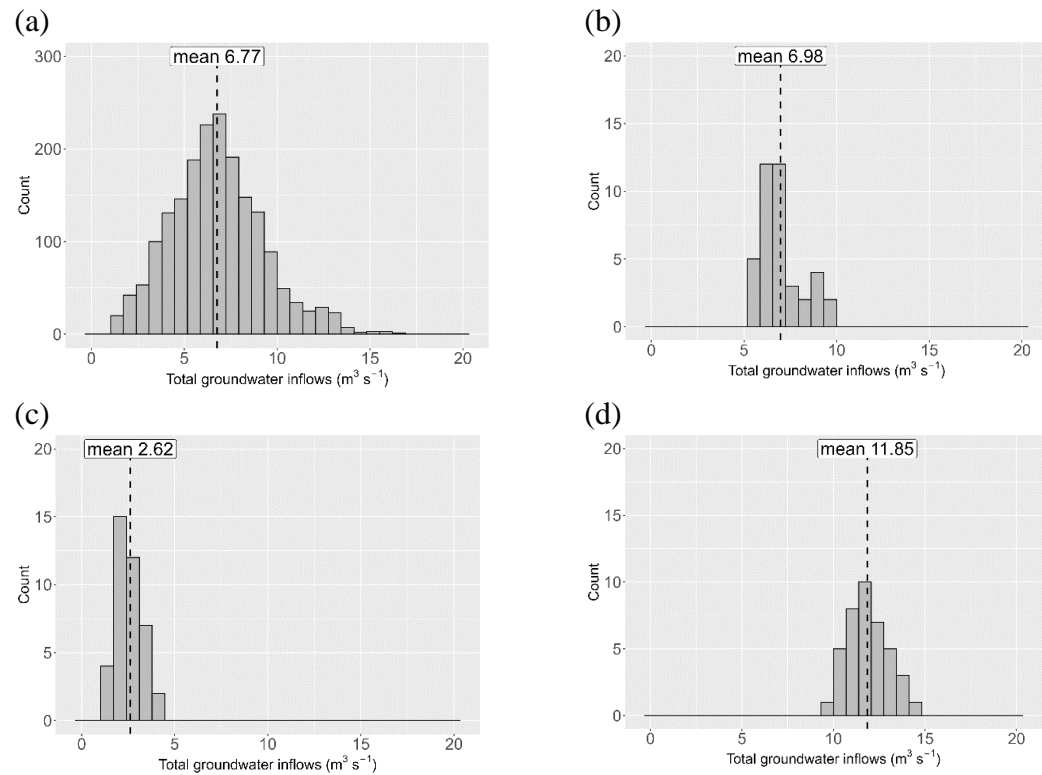 (a)
mean 6.77
300
200
100
0
Count
0 5 10 15 20
Total groundwater inflows (m³ s⁻¹)
(b)
mean 6.98
20
15
10
5
0
Count
0 5 10 15 20
Total groundwater inflows (m³ s⁻¹)
(c)
mean 2.62
20
15
10
5
0
Count
0 5 10 15 20
Total groundwater inflows (m³ s⁻¹)
(d)
mean 11.85
20
15
10
5
0
Count
0 5 10 15 20
Total groundwater inflows (m³ s⁻¹)